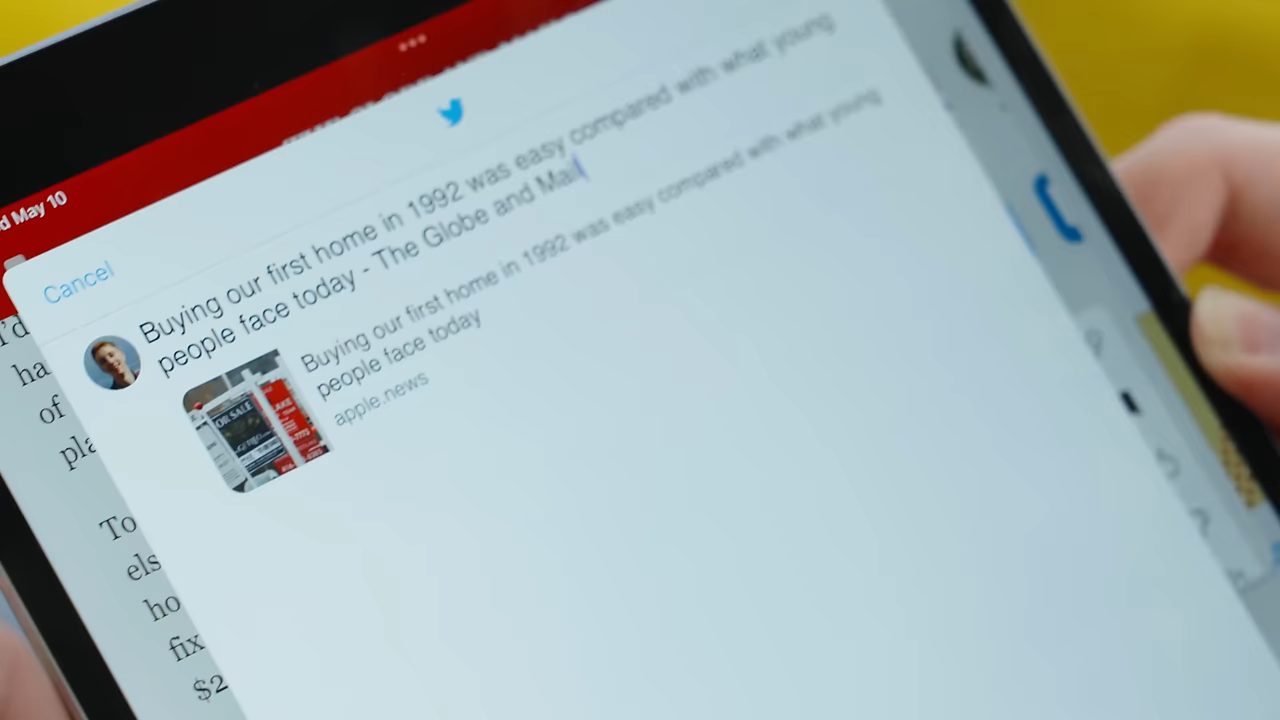 d May 10
Cancel
Buying our first home in 1992 was easy compared with what young
people face today - The Globe and Mail
Buying our first home in 1992 was easy compared with what young
people face today
apple.news
OR SALE
I'd
ha
of
pla
To
els
ho
fix
$2